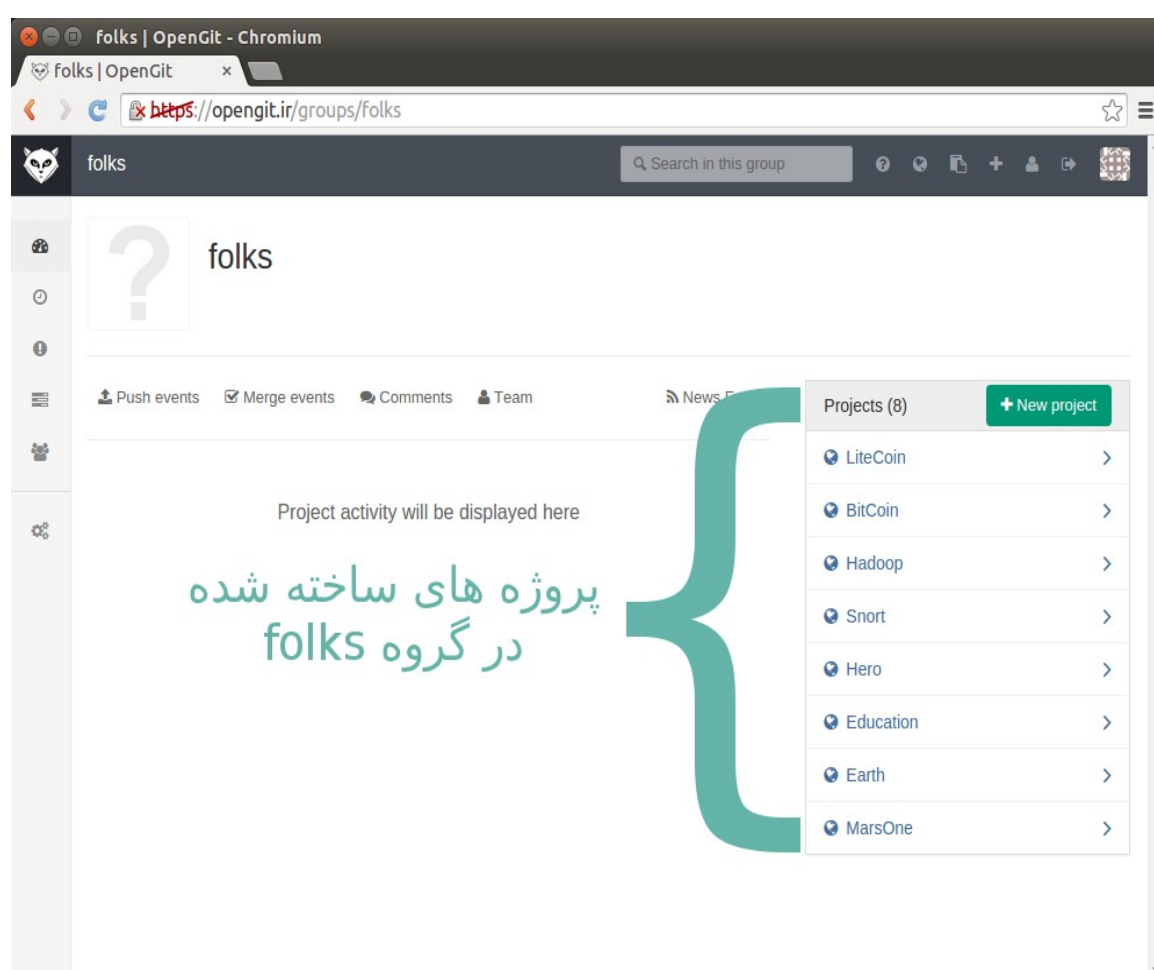 folks | OpenGit - Chromium
folks | OpenGit ×
https://opengit.ir/groups/folks
folks
Search in this group
folks
Push events Merge events Comments Team News
Projects (8) + New project
LiteCoin
BitCoin
Project activity will be displayed here
Hadoop
پروژه های ساخته شده
در گروه folks
Snort
Hero
Education
Earth
MarsOne